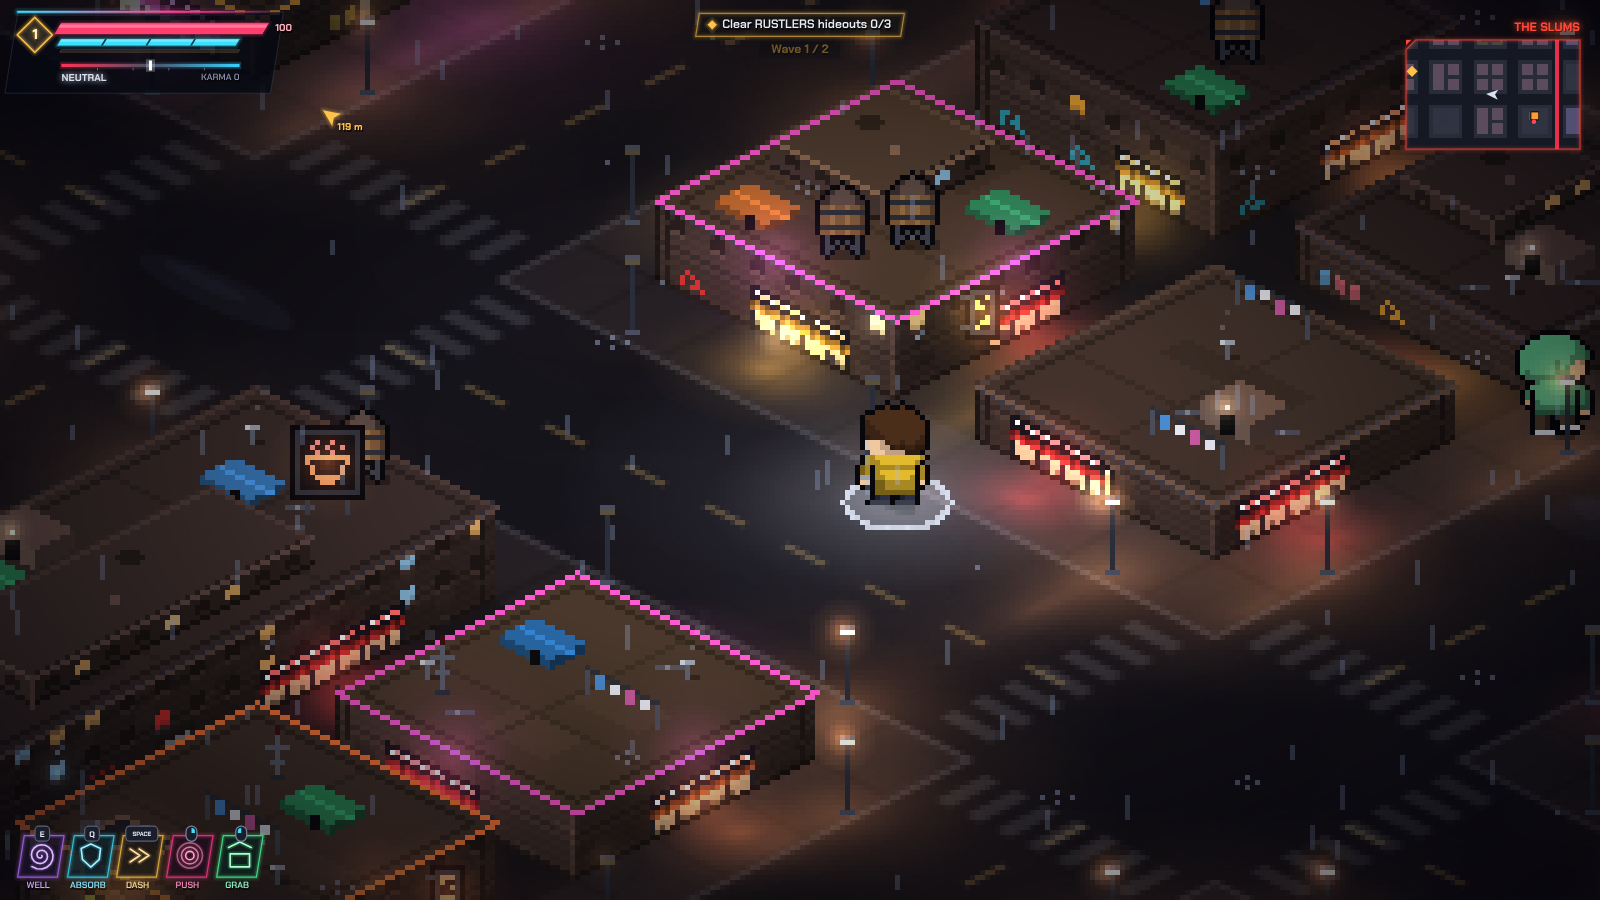 1
100
NEUTRAL
KARMA 0
119 m
Clear RUSTLERS hideouts 0/3
Wave 1 / 2
THE SLUMS
E
Q
SPACE
WELL
ABSORB
DASH
PUSH
GRAB